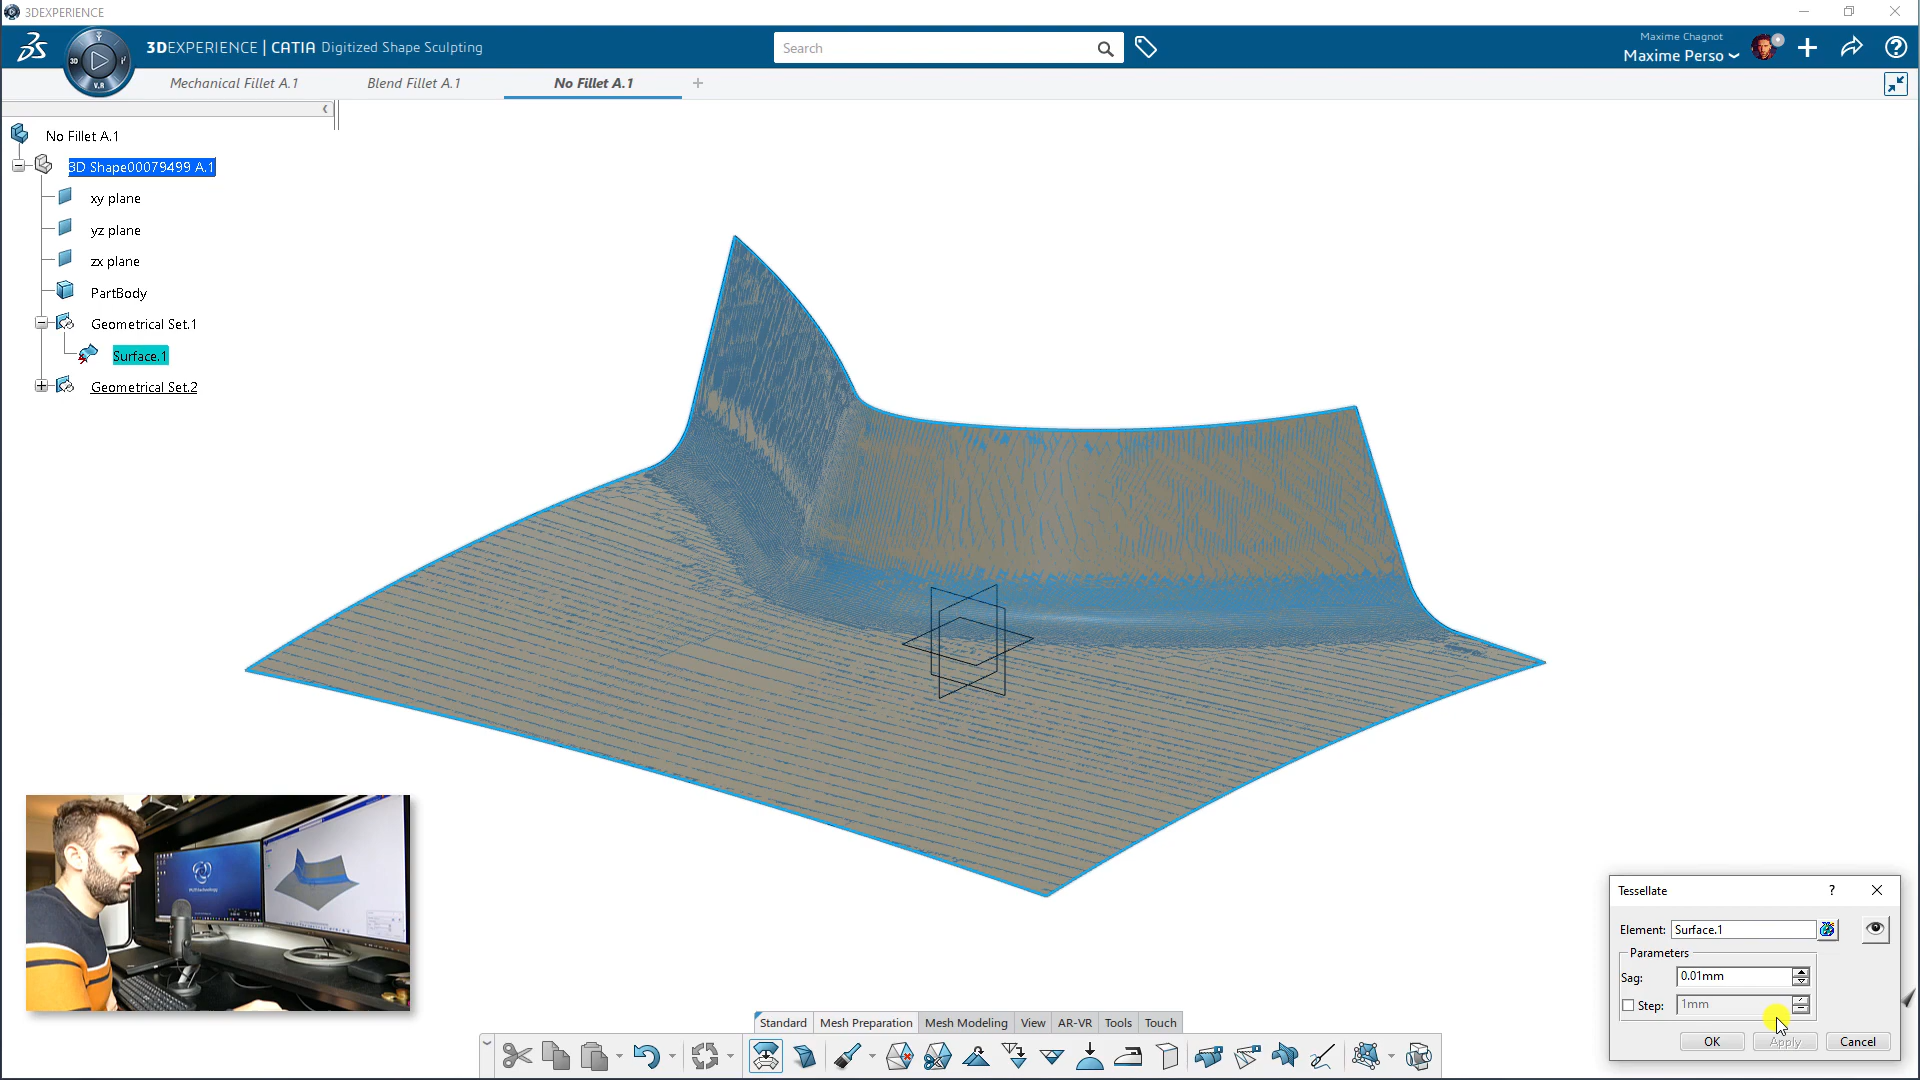 3DEXPERIENCE
3DEXPERIENCE | CATIA Digitized Shape Sculpting
Search
Maxime Chagnot
Maxime Perso
3D
V.R
Mechanical Fillet A.1
Blend Fillet A.1
No Fillet A.1
No Fillet A.1
3D Shape00079499 A.1
xy plane
yz plane
zx plane
PartBody
Geometrical Set.1
Surface.1
Geometrical Set.2
Tessellate
?
Element: Surface.1
Parameters
Sag: 0.01mm
Step: 1mm
OK Apply Cancel
Standard Mesh Preparation Mesh Modeling View AR-VR Tools Touch